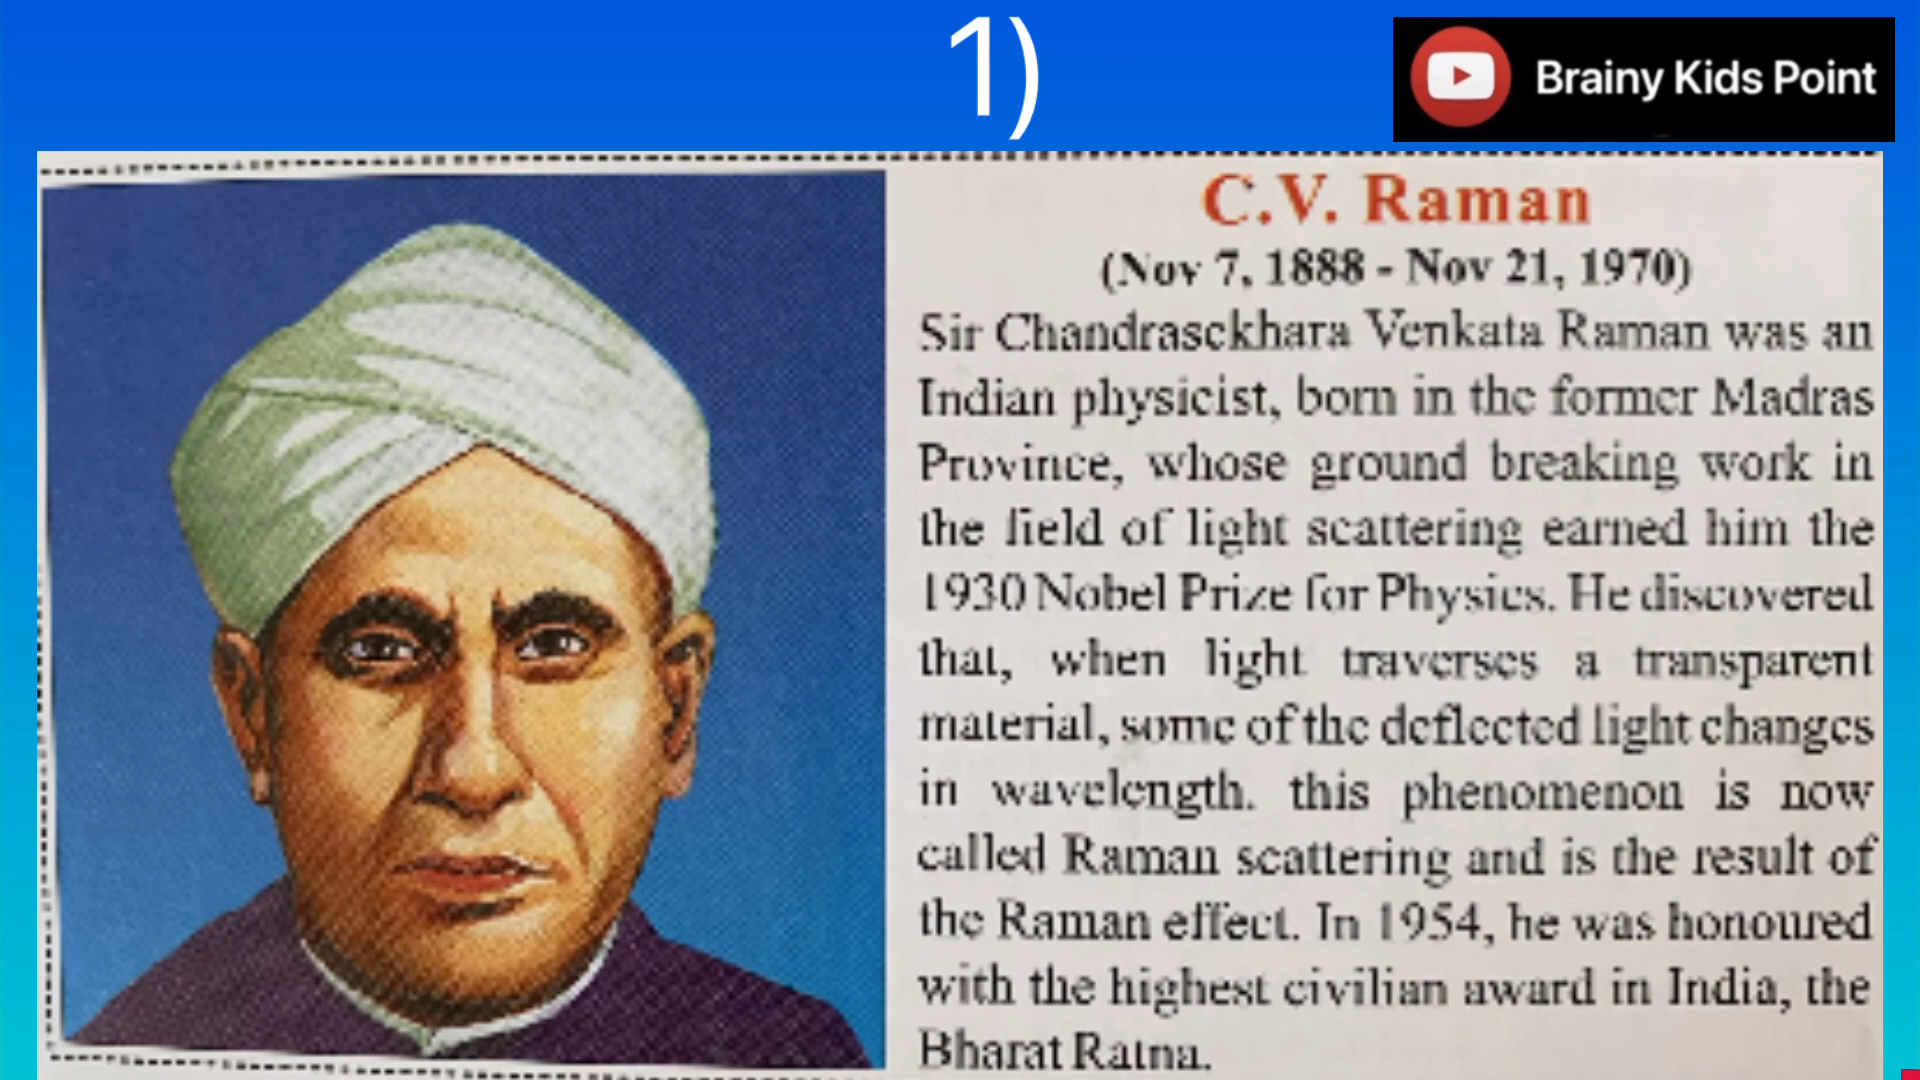 1)
Brainy Kids Point
C.V. Raman
(Nov 7, 1888 - Nov 21, 1970)
Sir Chandrasekhara Venkata Raman was an
Indian physicist, born in the former Madras
Province, whose ground breaking work in
the field of light scattering earned him the
1930 Nobel Prize for Physics. He discovered
that, when light traverses a transparent
material, some of the deflected light changes
in wavelength. this phenomenon is now
called Raman scattering and is the result of
the Raman effect. In 1954, he was honoured
with the highest civilian award in India, the
Bharat Ratna.